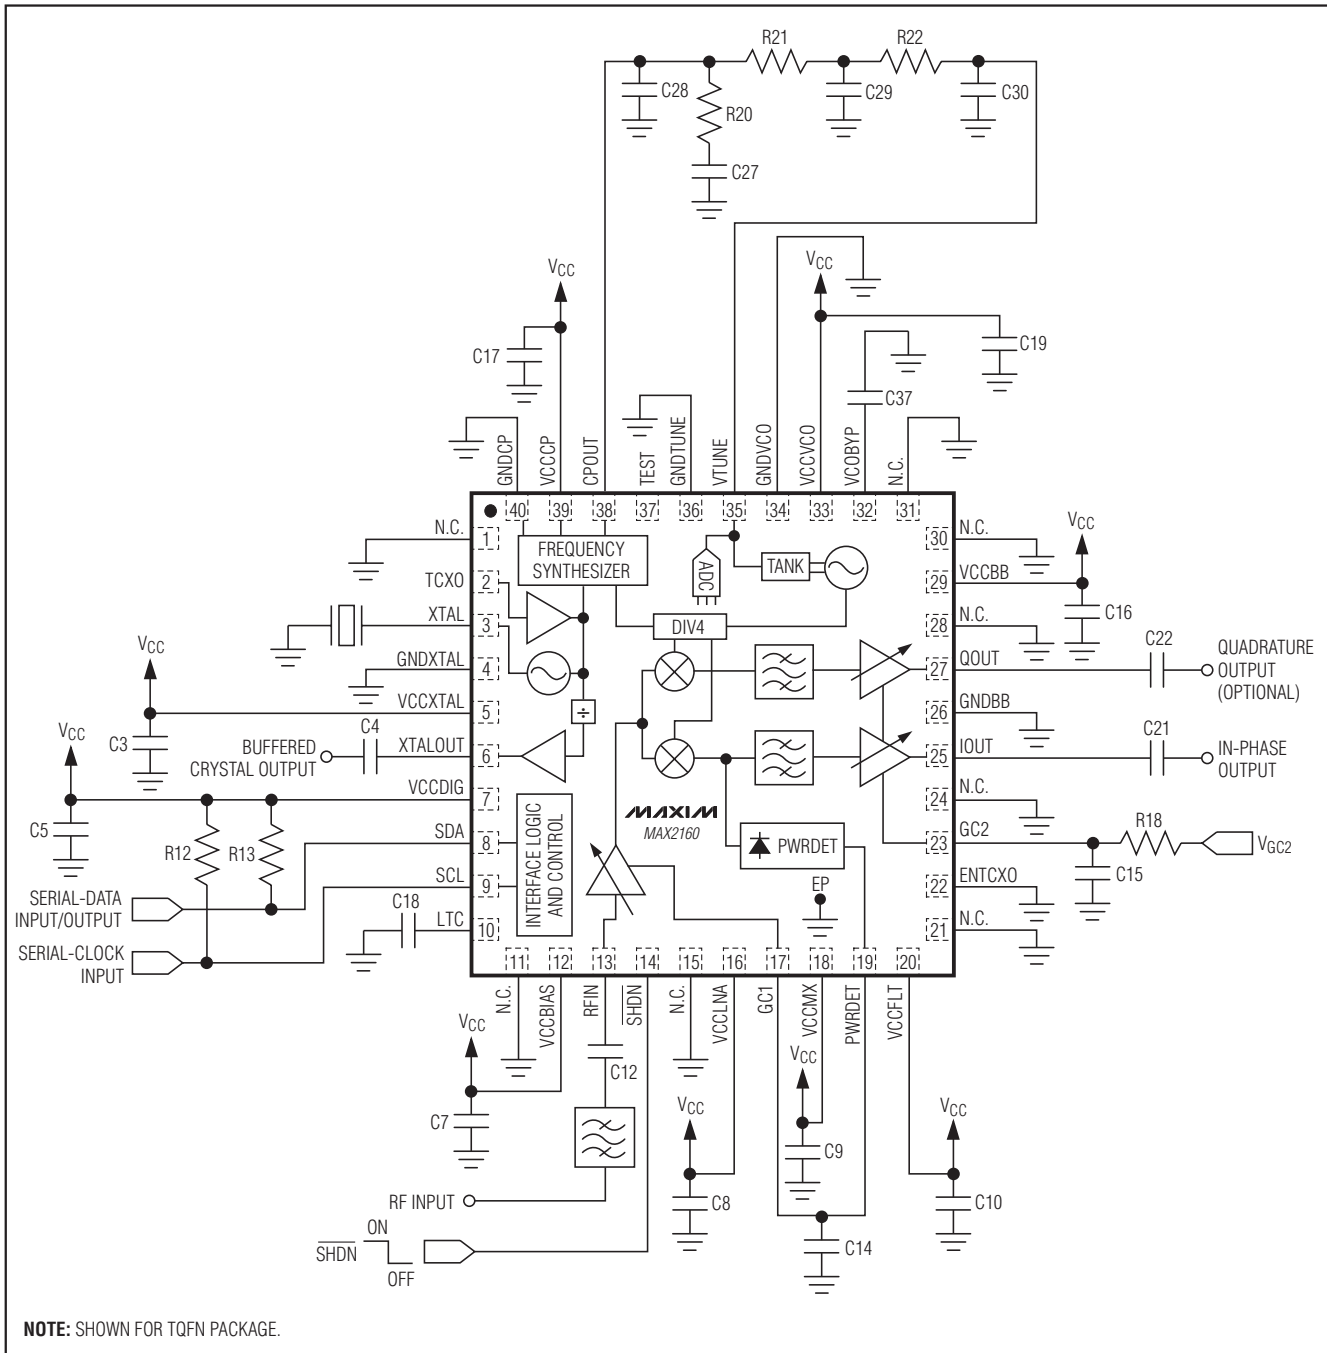 R21
R22
C28
R20
C29
C30
C27
VCC
VCC
C17
C19
C37
GNDCP
VCCCP
CPOUT
TEST
GNDTUNE
VTUNE
GNDVCO
VCCVCO
VCOBYP
N.C.
40
39
38
37
36
35
34
33
32
31
N.C.
1
TCXO
2
XTAL
3
GNDXTAL
4
VCC
VCCXTAL
5
C3
VCC
C4
BUFFERED
CRYSTAL OUTPUT
XTALOUT
6
VCCDIG
7
C5
R12
R13
SDA
8
SCL
9
SERIAL-DATA
INPUT/OUTPUT
C18
LTC
10
SERIAL-CLOCK
INPUT
FREQUENCY
SYNTHESIZER
ADC
TANK
DIV4
÷
MAXIM
MAX2160
INTERFACE LOGIC
AND CONTROL
PWRDET
EP
30
N.C.
VCC
29
VCCBB
C16
28
N.C.
C22
27
QOUT
QUADRATURE
OUTPUT
(OPTIONAL)
26
GNDBB
C21
25
IOUT
IN-PHASE
OUTPUT
24
N.C.
R18
23
GC2
VGC2
C15
22
ENTCXO
21
N.C.
11
12
13
14
15
16
17
18
19
20
N.C.
VCCBIAS
RFIN
SHDN
N.C.
VCCLNA
GC1
VCCMX
PWRDET
VCCFLT
VCC
C7
C12
VCC
C8
VCC
C9
VCC
C10
C14
RF INPUT
SHDN
ON
OFF
NOTE: SHOWN FOR TQFN PACKAGE.